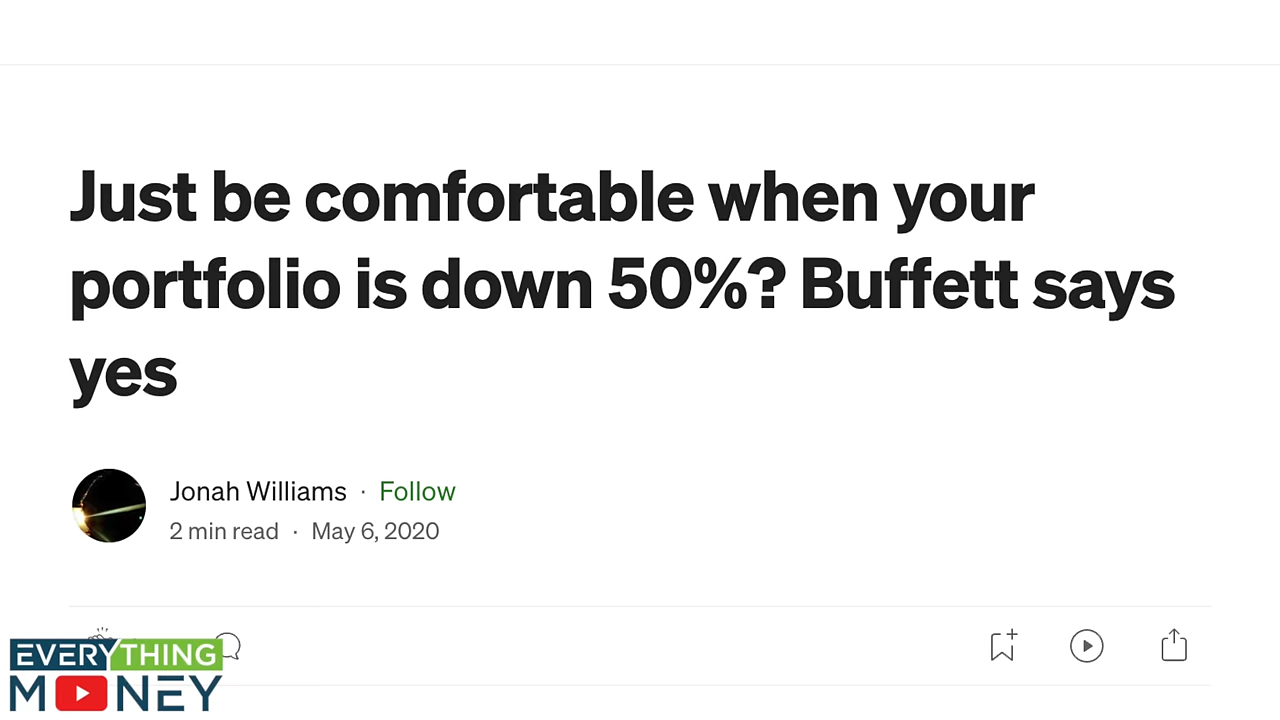 Just be comfortable when your
portfolio is down 50%? Buffett says
yes
Jonah Williams · Follow
2 min read · May 6, 2020
EVERYTHING
MONEY